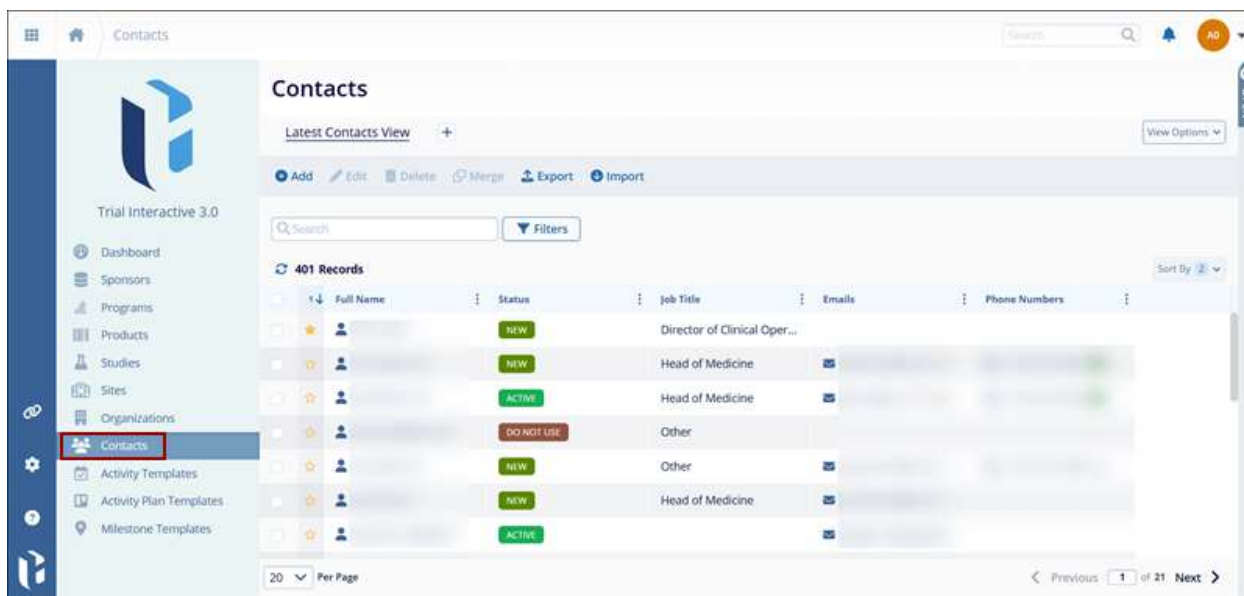 Contacts
Search
AO
Contacts
Latest Contacts View +
View Options
Add Edit Delete Merge Export Import
Trial Interactive 3.0
Search
Filters
401 Records
Sort By 2
Dashboard
Sponsors
Programs
Products
Studies
Sites
Organizations
Contacts
Activity Templates
Activity Plan Templates
Milestone Templates
1 Full Name Status Job Title Emails Phone Numbers
NEW Director of Clinical Oper...
NEW Head of Medicine
ACTIVE Head of Medicine
DO NOT USE Other
NEW Other
NEW Head of Medicine
ACTIVE
20 Per Page
Previous 1 of 21 Next